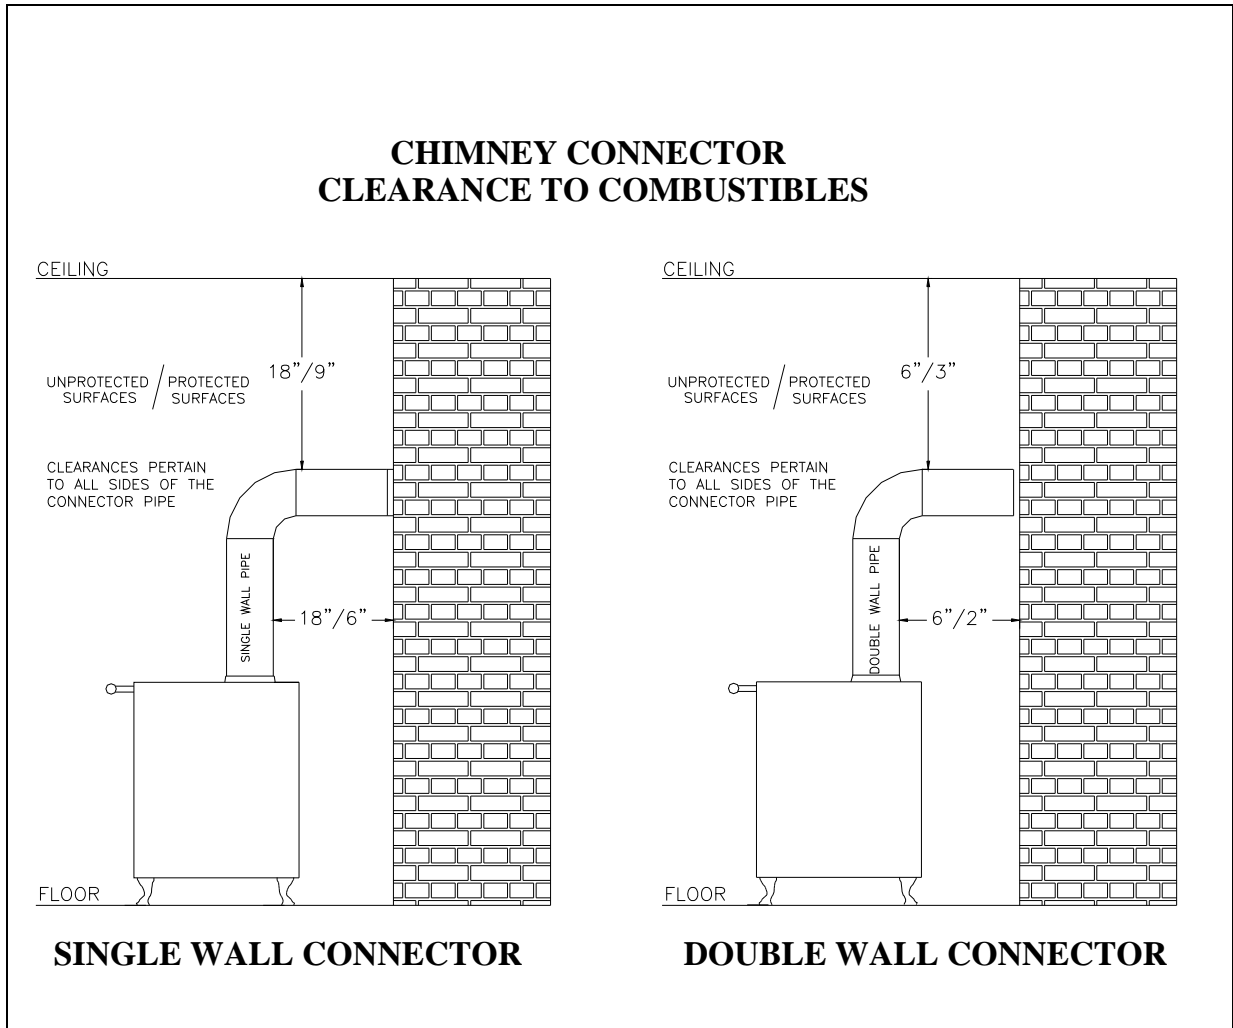 CHIMNEY CONNECTOR
CLEARANCE TO COMBUSTIBLES
CEILING
18”/9”
UNPROTECTED / PROTECTED
SURFACES SURFACES
CLEARANCES PERTAIN
TO ALL SIDES OF THE
CONNECTOR PIPE
SINGLE WALL PIPE
18”/6”
FLOOR
SINGLE WALL CONNECTOR
CEILING
6”/3”
UNPROTECTED / PROTECTED
SURFACES SURFACES
CLEARANCES PERTAIN
TO ALL SIDES OF THE
CONNECTOR PIPE
DOUBLE WALL PIPE
6”/2”
FLOOR
DOUBLE WALL CONNECTOR